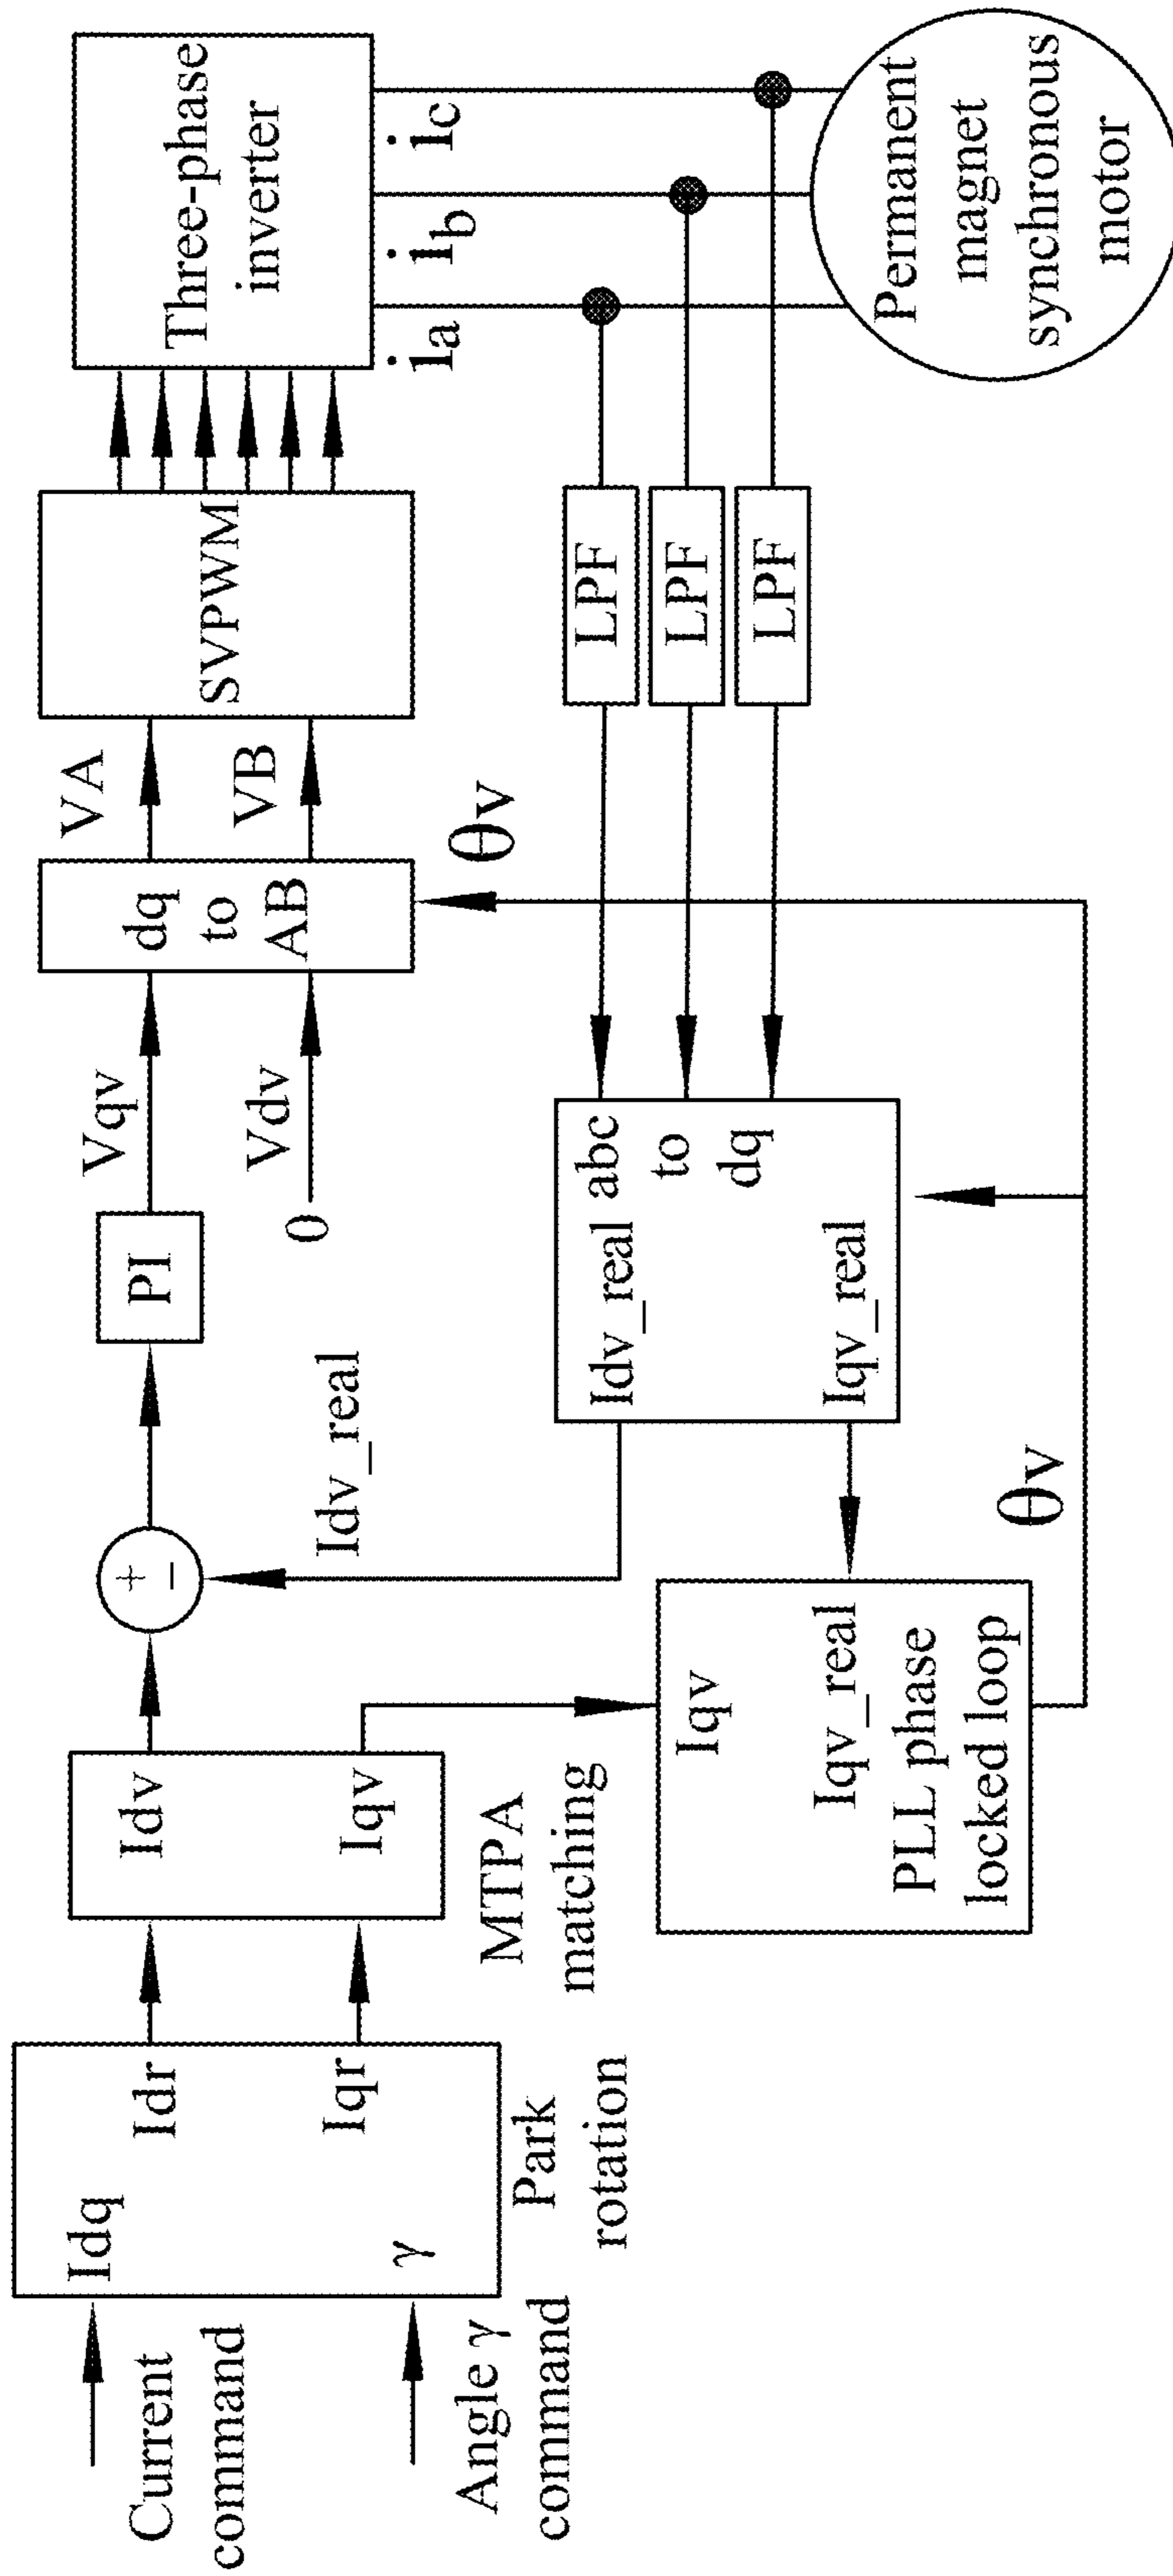 Current
command
Angle γ
command
Idq
γ
Idr
Iqr
Park
rotation
Idv
Iqv
MTPA
matching
+
−
Idv_real
PI
Vqv
Vdv
0
dq
to
AB
VA
VB
θv
SVPWM
Three-phase
inverter
ia
ib
ic
LPF
LPF
LPF
abc
to
dq
Idv_real
Iqv_real
Iqv
Iqv_real
PLL phase
locked loop
θv
Permanent
magnet
synchronous
motor